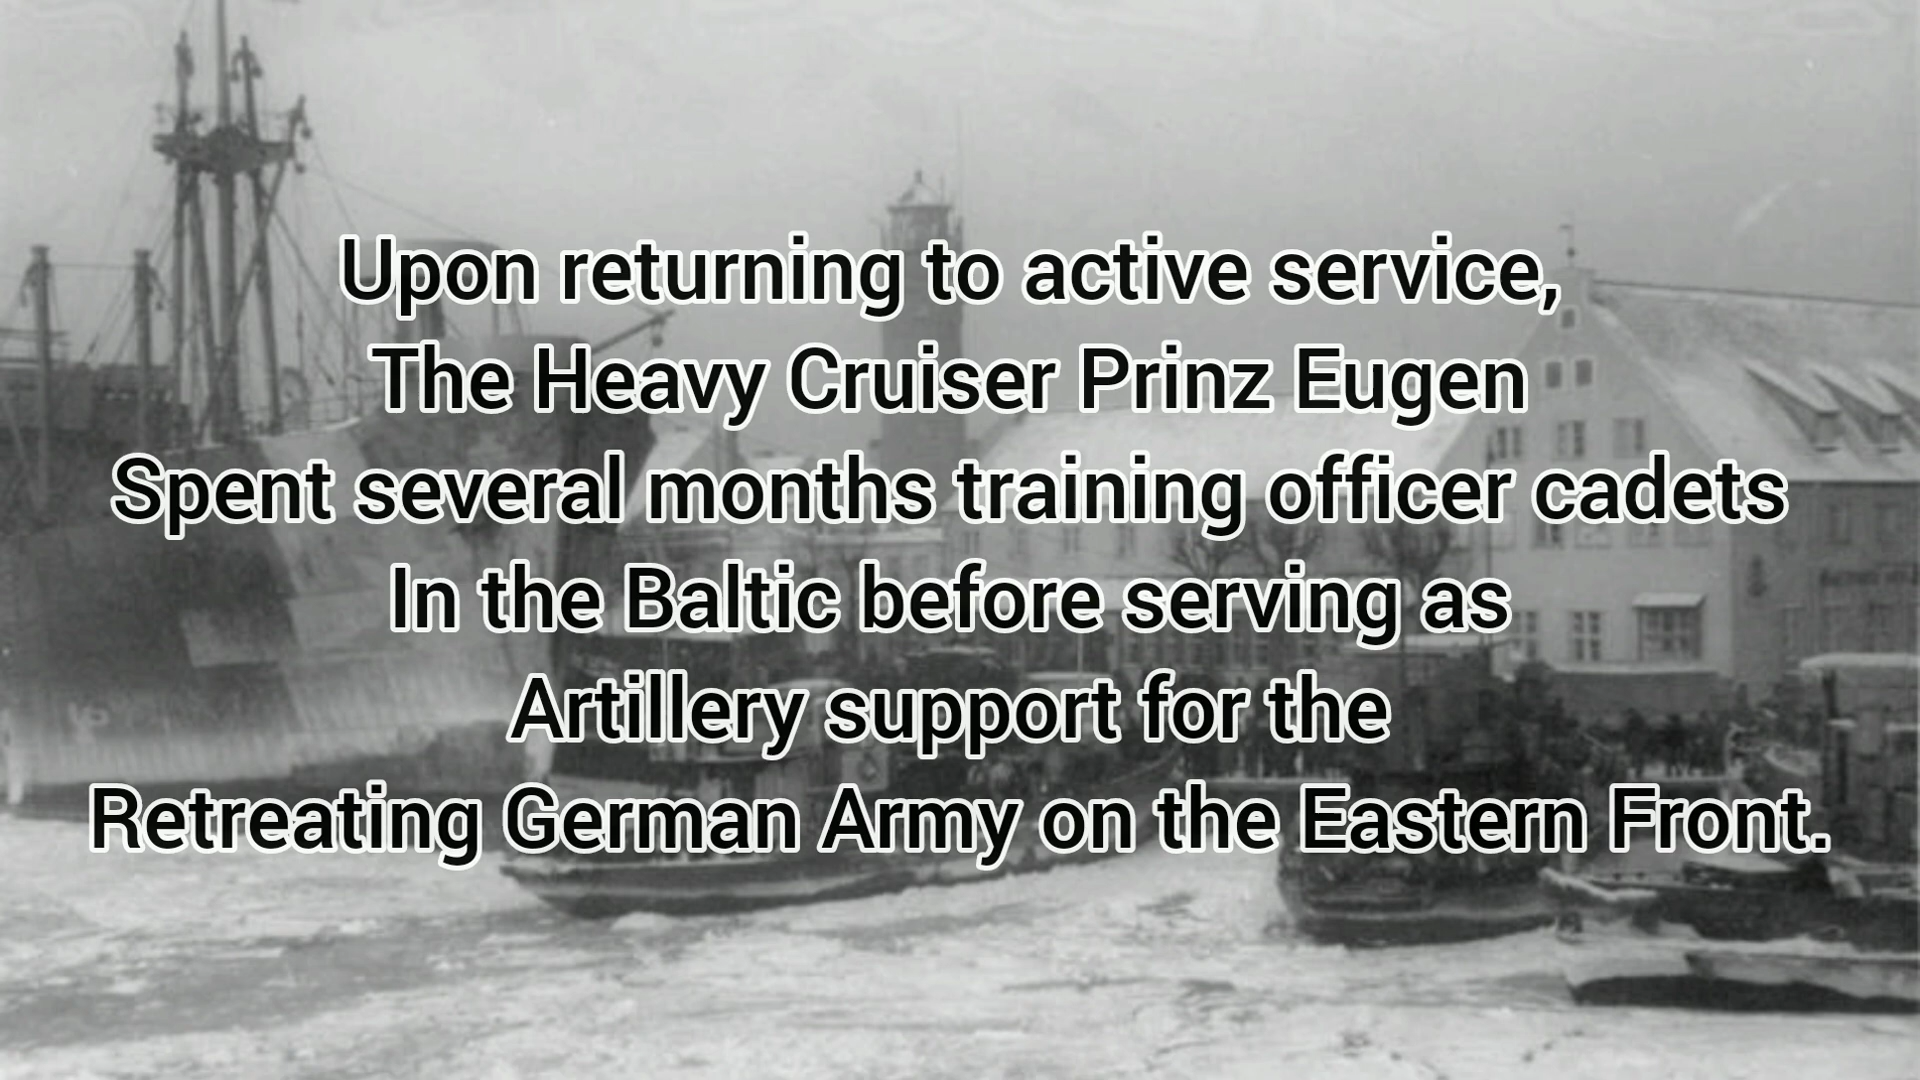 Upon returning to active service,
The Heavy Cruiser Prinz Eugen
Spent several months training officer cadets
In the Baltic before serving as
Artillery support for the
Retreating German Army on the Eastern Front.